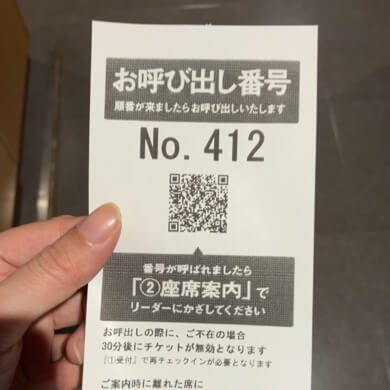 お呼び出し番号
順番が来ましたらお呼び出しいたします
No. 412
番号が呼ばれましたら
「②座席案内」で
リーダーにかざしてください
お呼出しの際に、ご不在の場合
30分後にチケットが無効となります
『①受付』で再チェックインが必要となります
ご案内時に離れた席に